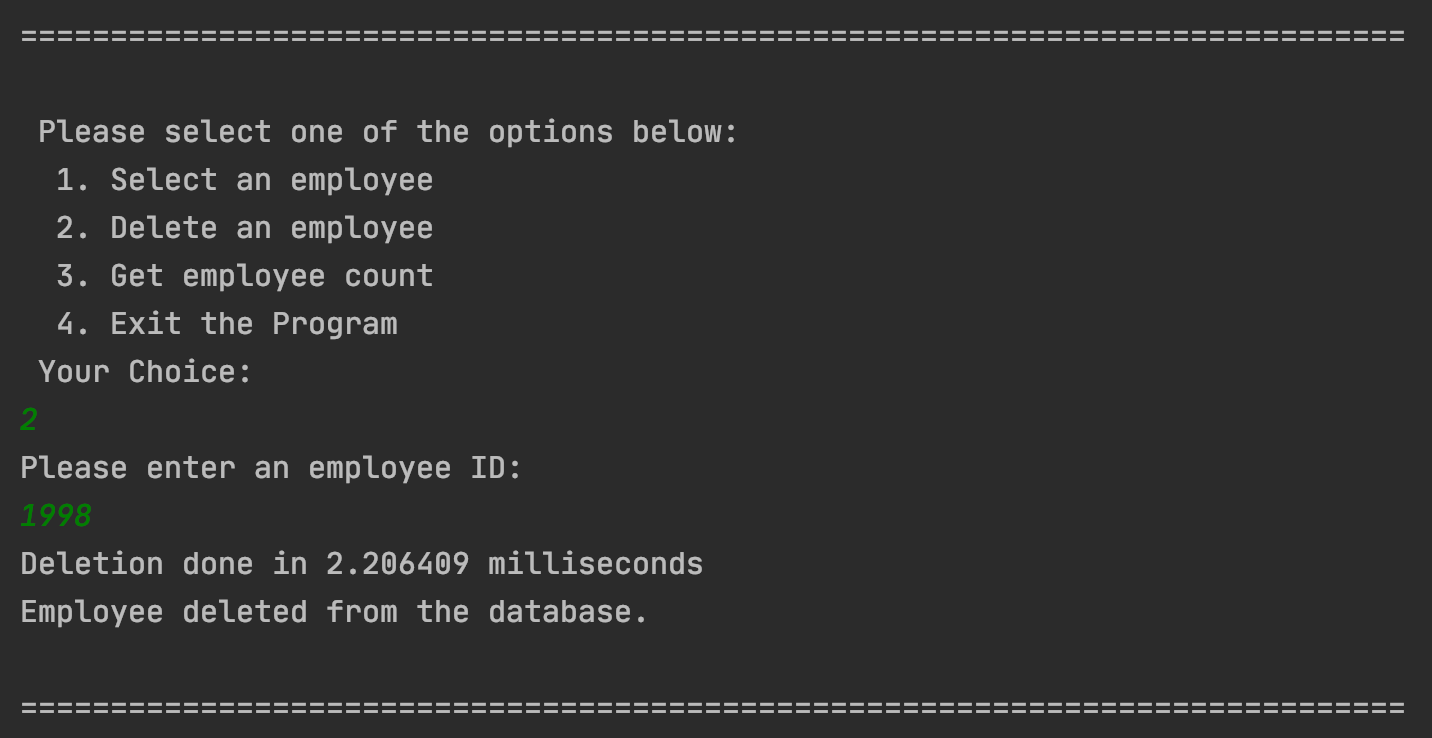 =============================================================================
Please select one of the options below:
1. Select an employee
2. Delete an employee
3. Get employee count
4. Exit the Program
Your Choice:
2
Please enter an employee ID:
1998
Deletion done in 2.206409 milliseconds
Employee deleted from the database.
=============================================================================